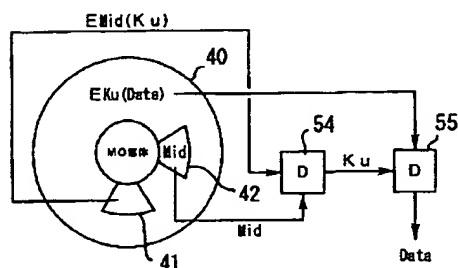 EMid(Ku)
40
EKu(Data)
54
55
MO媒体
Mid
D
Ku
D
42
Mid
41
Data